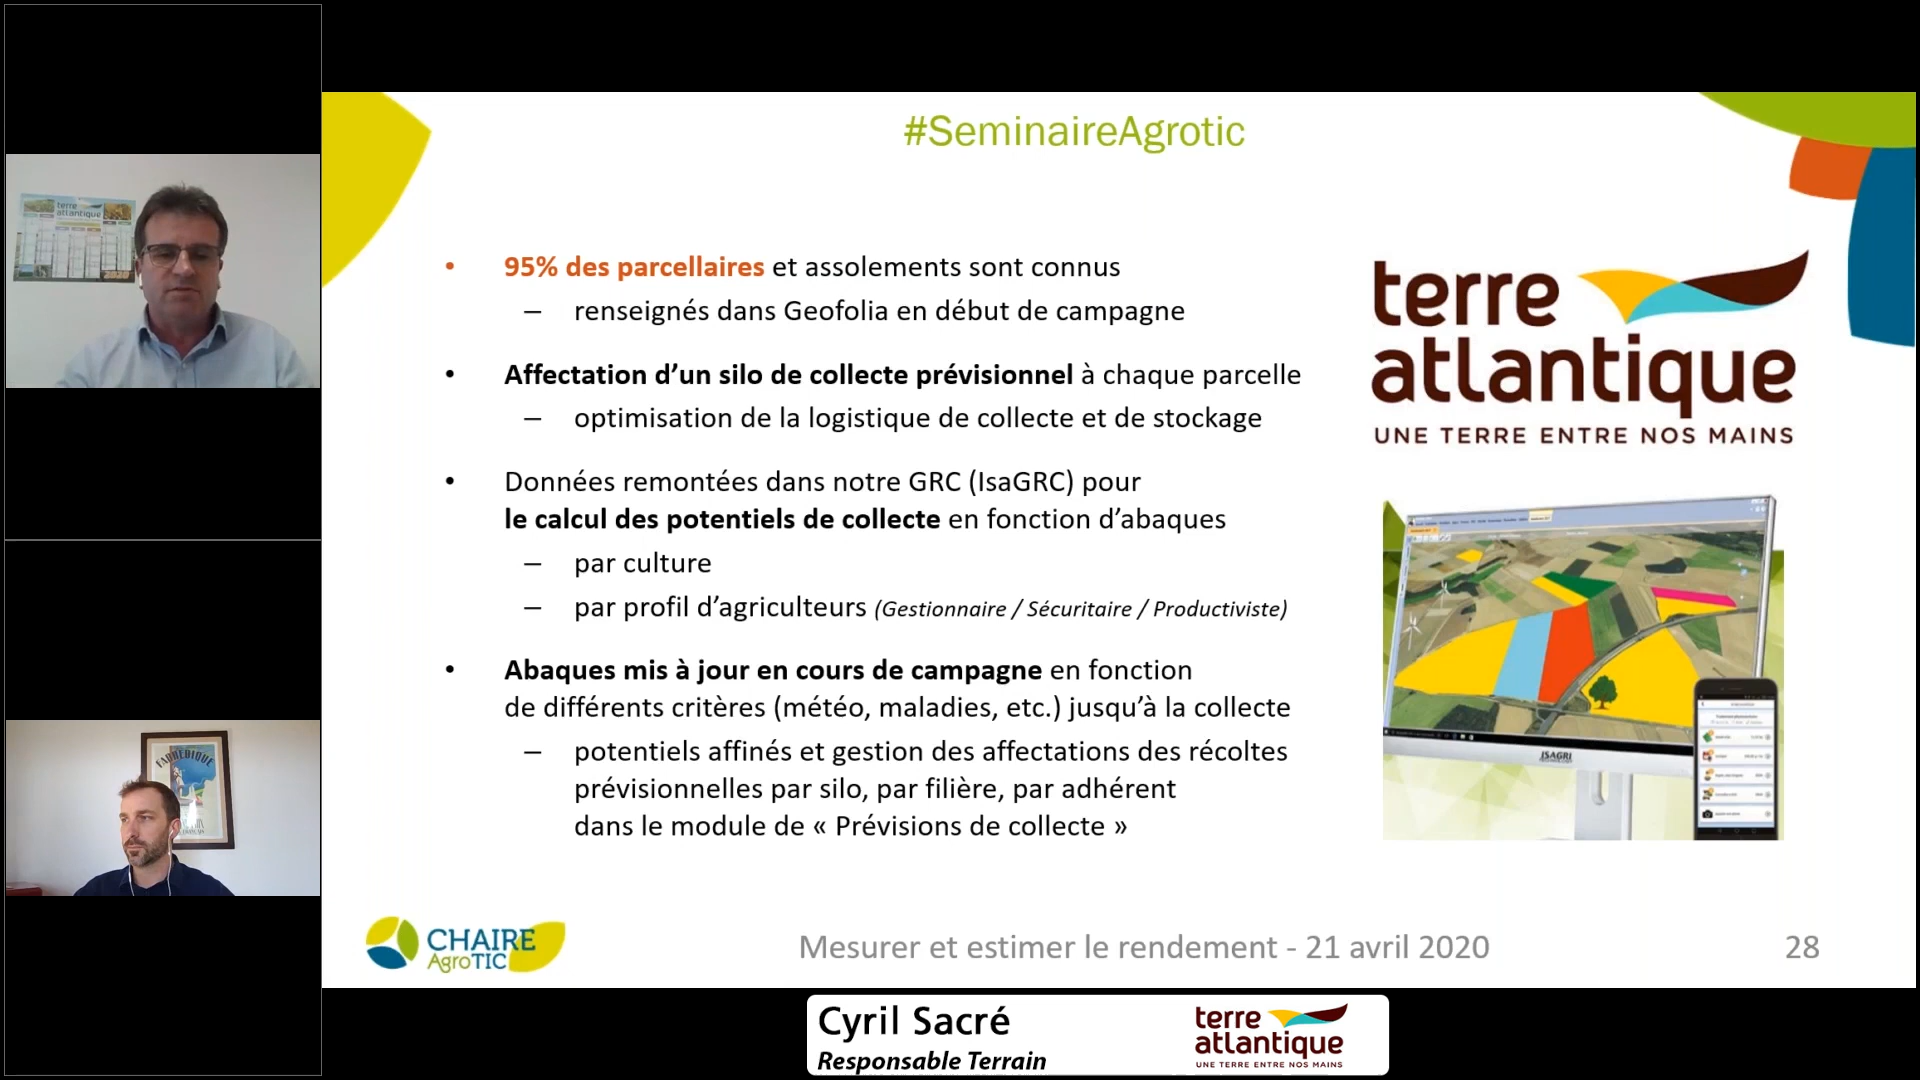 #SeminaireAgrotic
• 95% des parcellaires et assolements sont connus
– renseignés dans Geofolia en début de campagne
• Affectation d’un silo de collecte prévisionnel à chaque parcelle
– optimisation de la logistique de collecte et de stockage
• Données remontées dans notre GRC (IsaGRC) pour
le calcul des potentiels de collecte en fonction d’abaques
– par culture
– par profil d’agriculteurs (Gestionnaire / Sécuritaire / Productiviste)
• Abaques mis à jour en cours de campagne en fonction
de différents critères (météo, maladies, etc.) jusqu’à la collecte
– potentiels affinés et gestion des affectations des récoltes
prévisionnelles par silo, par filière, par adhérent
dans le module de « Prévisions de collecte »
terre
atlantique
UNE TERRE ENTRE NOS MAINS
ISAGRI
terre
atlantique
2020
FABREGUE
CHAIRE
AgroTIC
Mesurer et estimer le rendement - 21 avril 2020
28
Cyril Sacré
Responsable Terrain
terre
atlantique
UNE TERRE ENTRE NOS MAINS